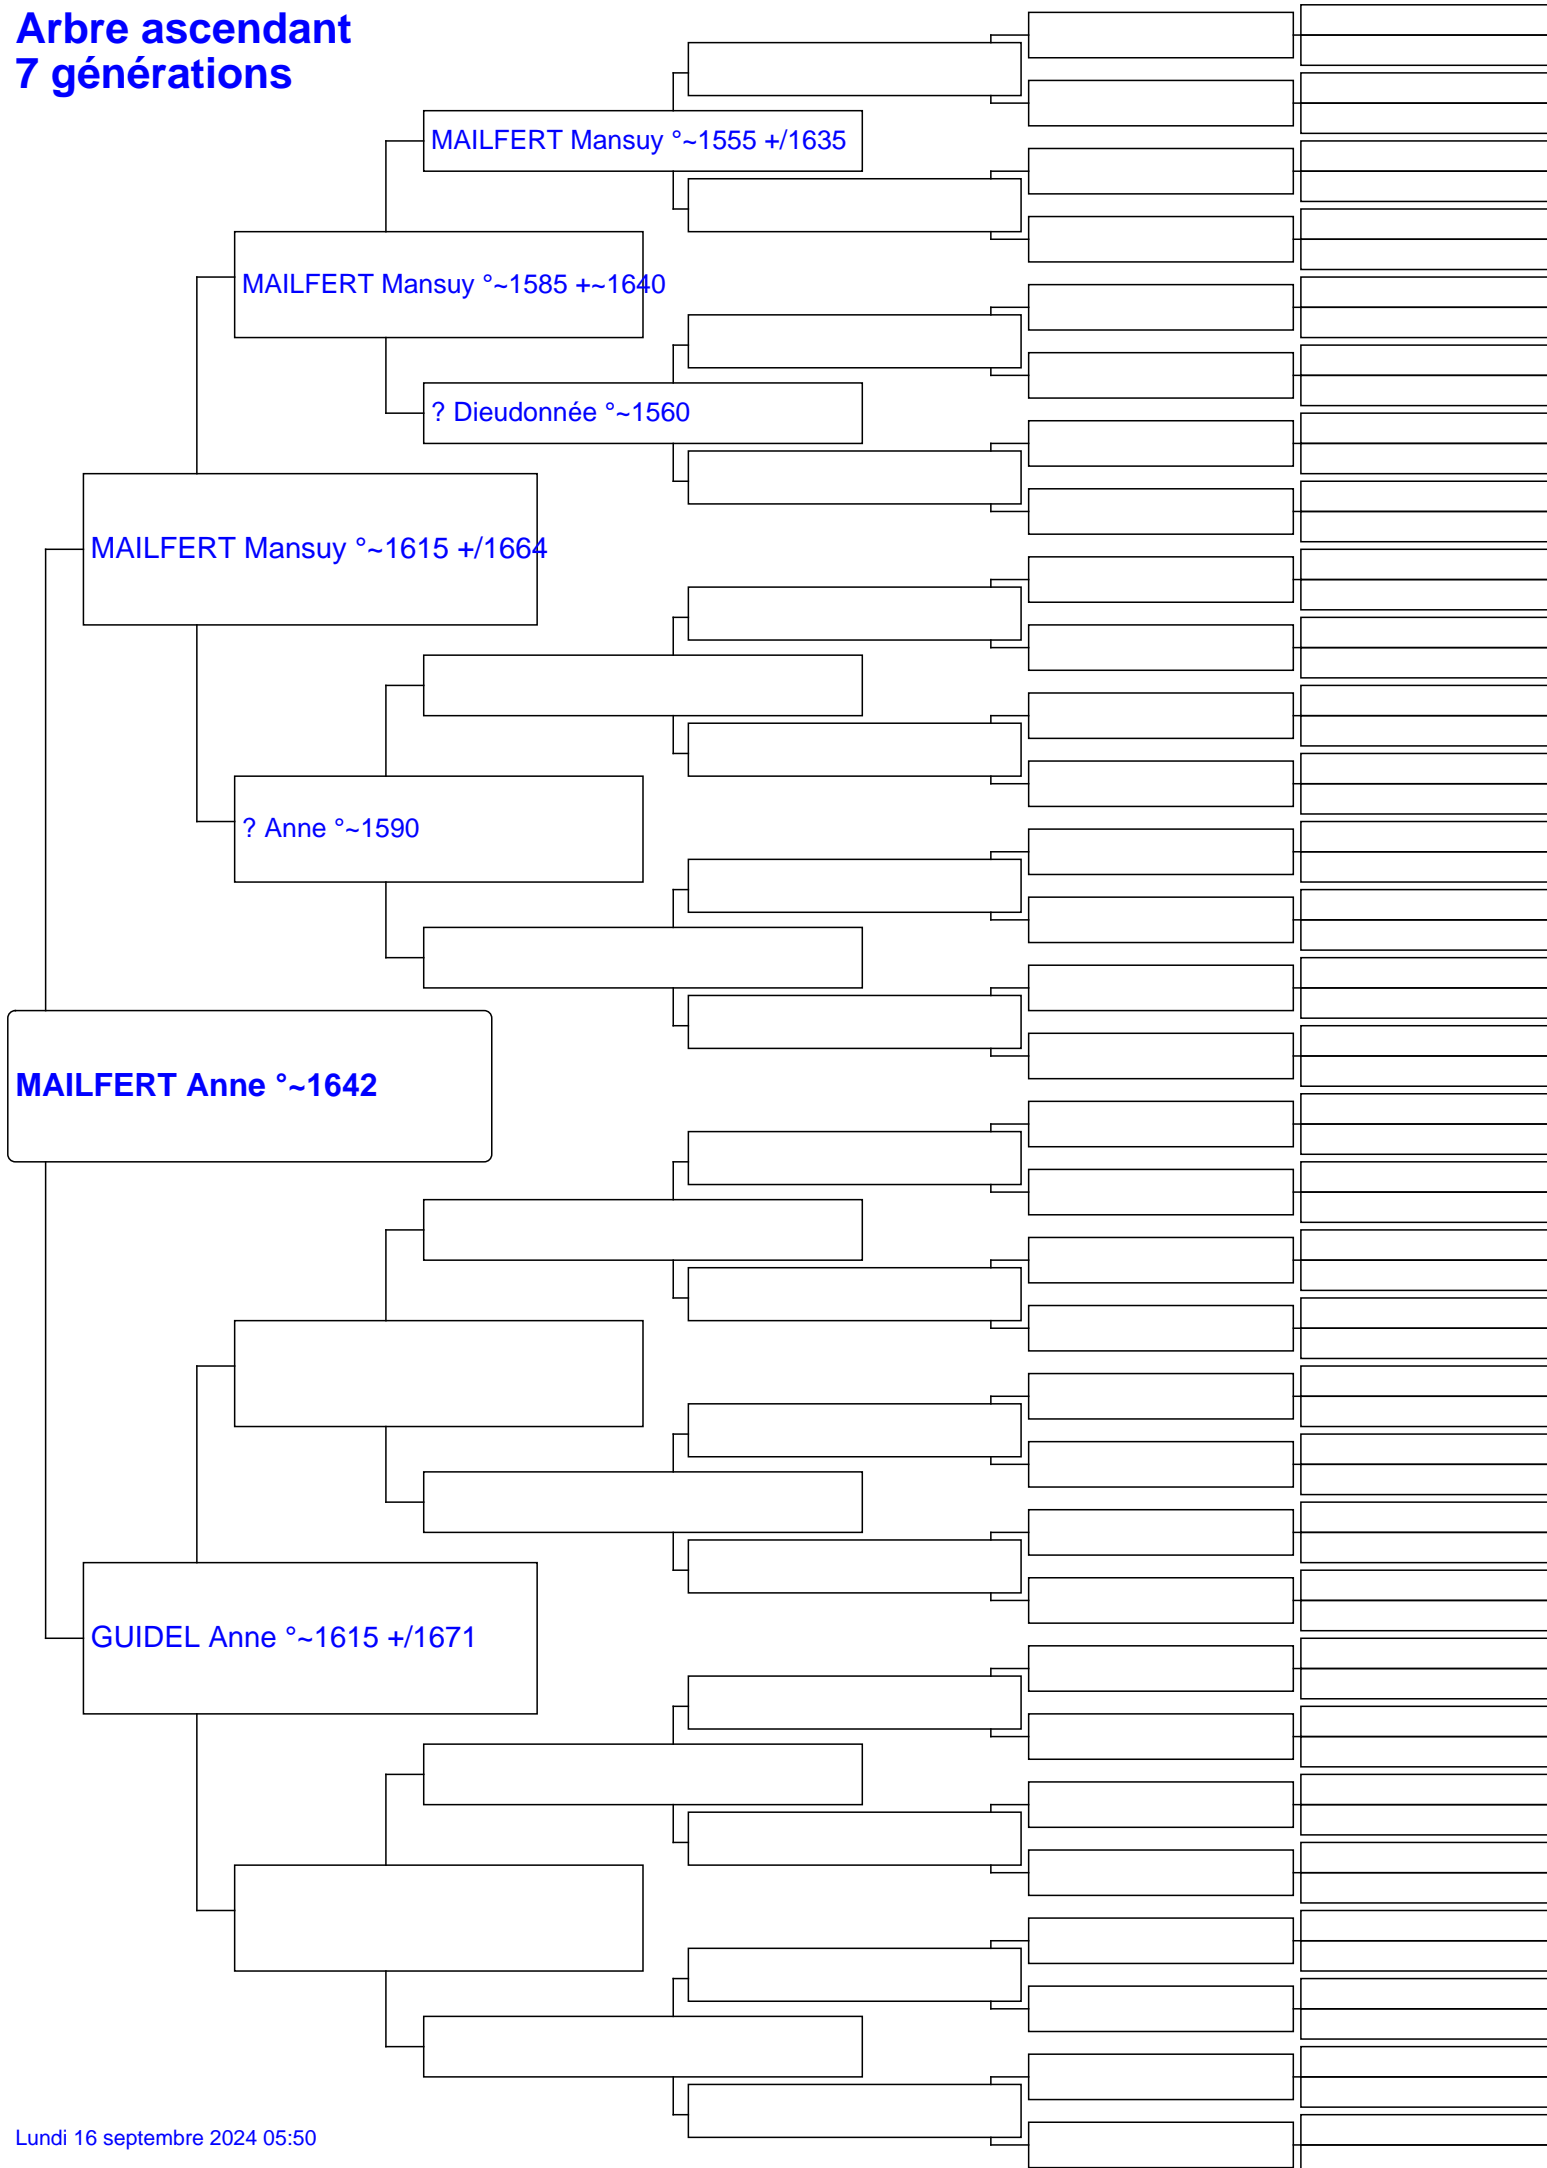 Arbre ascendant
7 générations
MAILFERT Mansuy °~1555 +/1635
MAILFERT Mansuy °~1585 +~1640
? Dieudonnée °~1560
MAILFERT Mansuy °~1615 +/1664
? Anne °~1590
MAILFERT Anne °~1642
GUIDEL Anne °~1615 +/1671
Lundi 16 septembre 2024 05:50